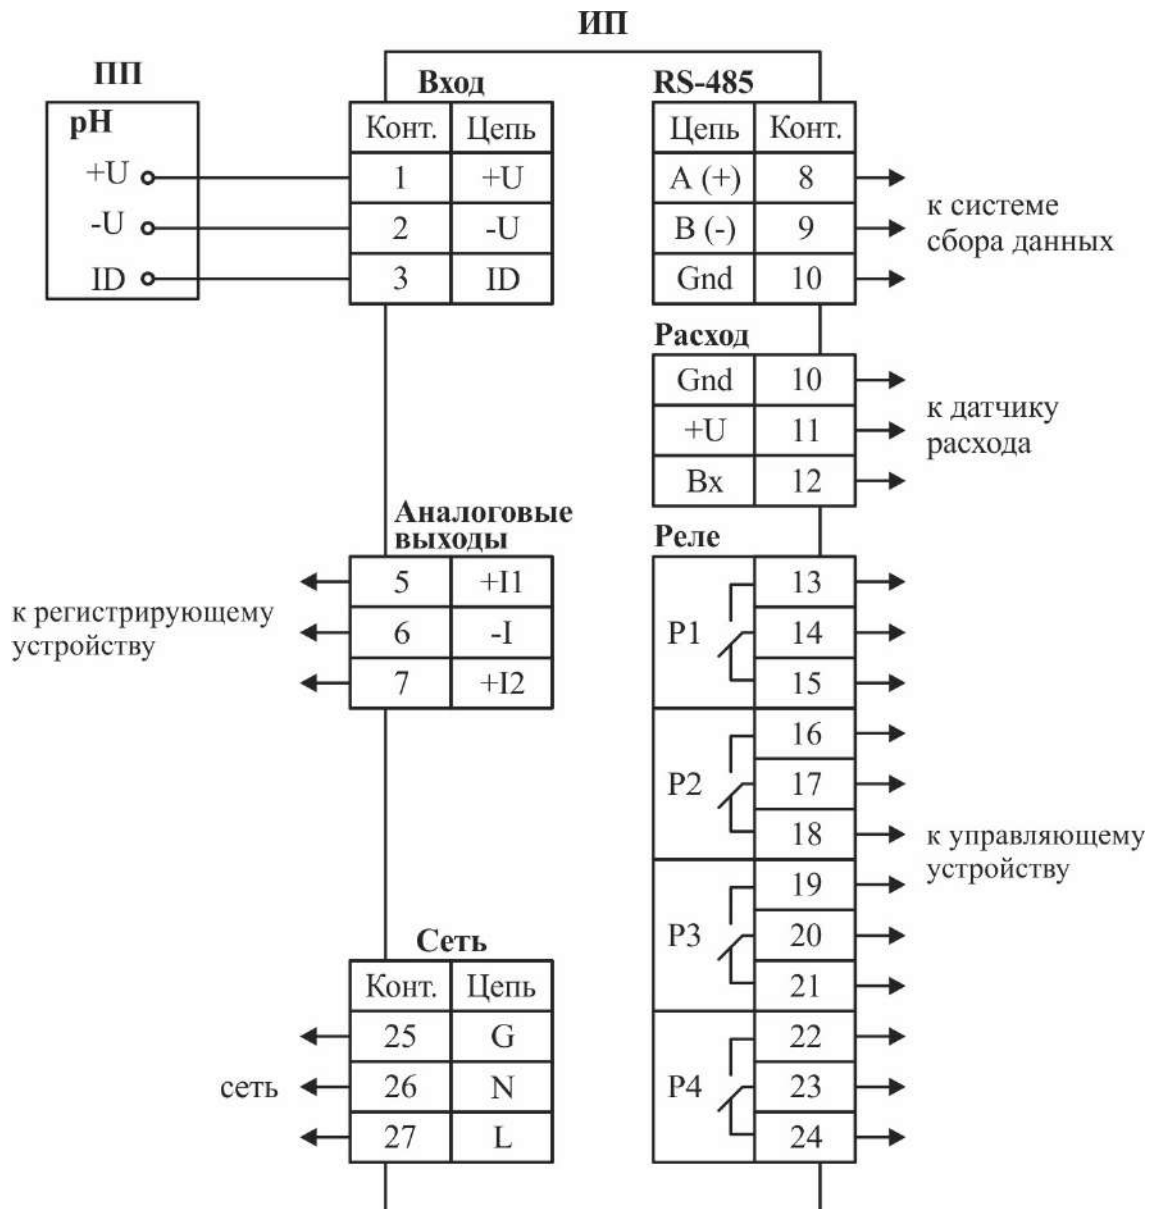 ИП
ПП
pH
+U
-U
ID
Вход
Конт. Цепь
1 +U
2 -U
3 ID
RS-485
Цепь Конт.
A (+) 8
B (-) 9
Gnd 10
к системе
сбора данных
Расход
Gnd 10
+U 11
Вх 12
к датчику
расхода
Аналоговые
выходы
5 +I1
6 -I
7 +I2
к регистрирующему
устройству
Реле
P1
13
14
15
P2
16
17
18
P3
19
20
21
P4
22
23
24
к управляющему
устройству
Сеть
Конт. Цепь
25 G
26 N
27 L
сеть